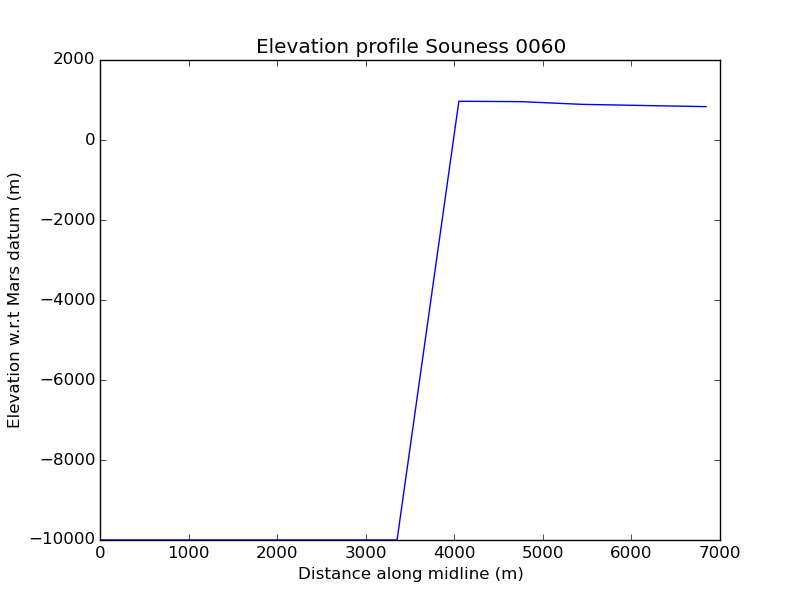 Elevation profile Souness 0060
2000
0
−2000
−4000
−6000
−8000
−10000
Elevation w.r.t Mars datum (m)
0 1000 2000 3000 4000 5000 6000 7000
Distance along midline (m)